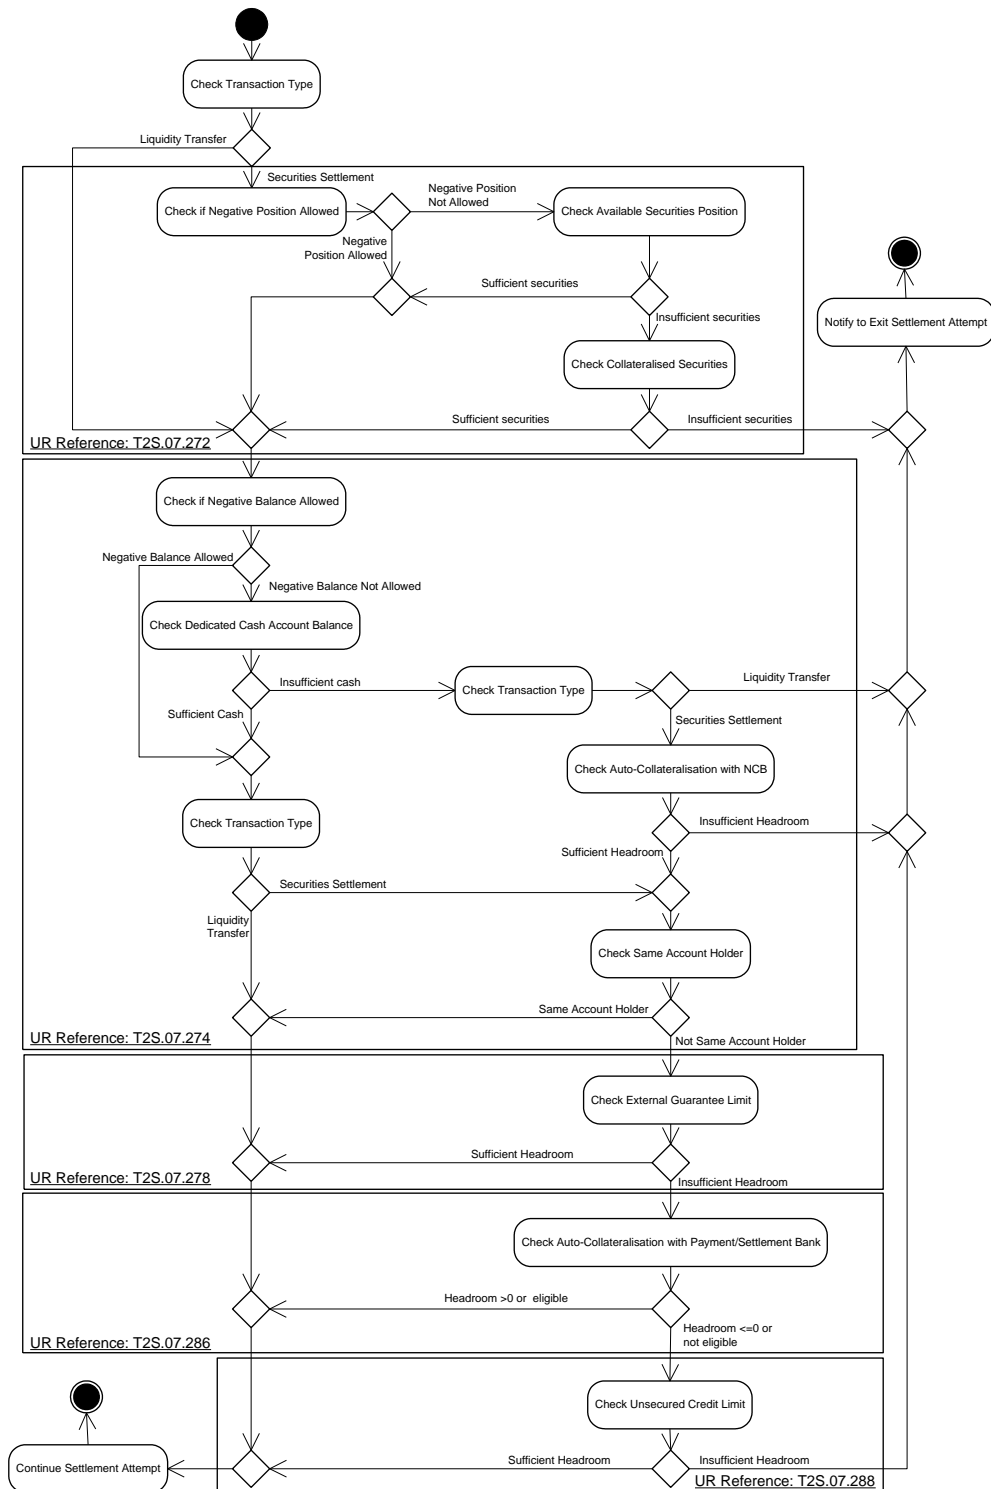 Check Transaction Type
Liquidity Transfer
Securities Settlement
Check if Negative Position Allowed
Negative Position
Not Allowed
Check Available Securities Position
Negative
Position Allowed
Sufficient securities
Insufficient securities
Notify to Exit Settlement Attempt
Check Collateralised Securities
Sufficient securities
Insufficient securities
UR Reference: T2S.07.272
Check if Negative Balance Allowed
Negative Balance Allowed
Negative Balance Not Allowed
Check Dedicated Cash Account Balance
Insufficient cash
Check Transaction Type
Liquidity Transfer
Sufficient Cash
Securities Settlement
Check Auto-Collateralisation with NCB
Check Transaction Type
Insufficient Headroom
Sufficient Headroom
Securities Settlement
Liquidity
Transfer
Check Same Account Holder
Same Account Holder
UR Reference: T2S.07.274
Not Same Account Holder
Check External Guarantee Limit
Sufficient Headroom
UR Reference: T2S.07.278
Insufficient Headroom
Check Auto-Collateralisation with Payment/Settlement Bank
Headroom >0 or  eligible
Headroom <=0 or
not eligible
UR Reference: T2S.07.286
Check Unsecured Credit Limit
Continue Settlement Attempt
Sufficient Headroom
Insufficient Headroom
UR Reference: T2S.07.288